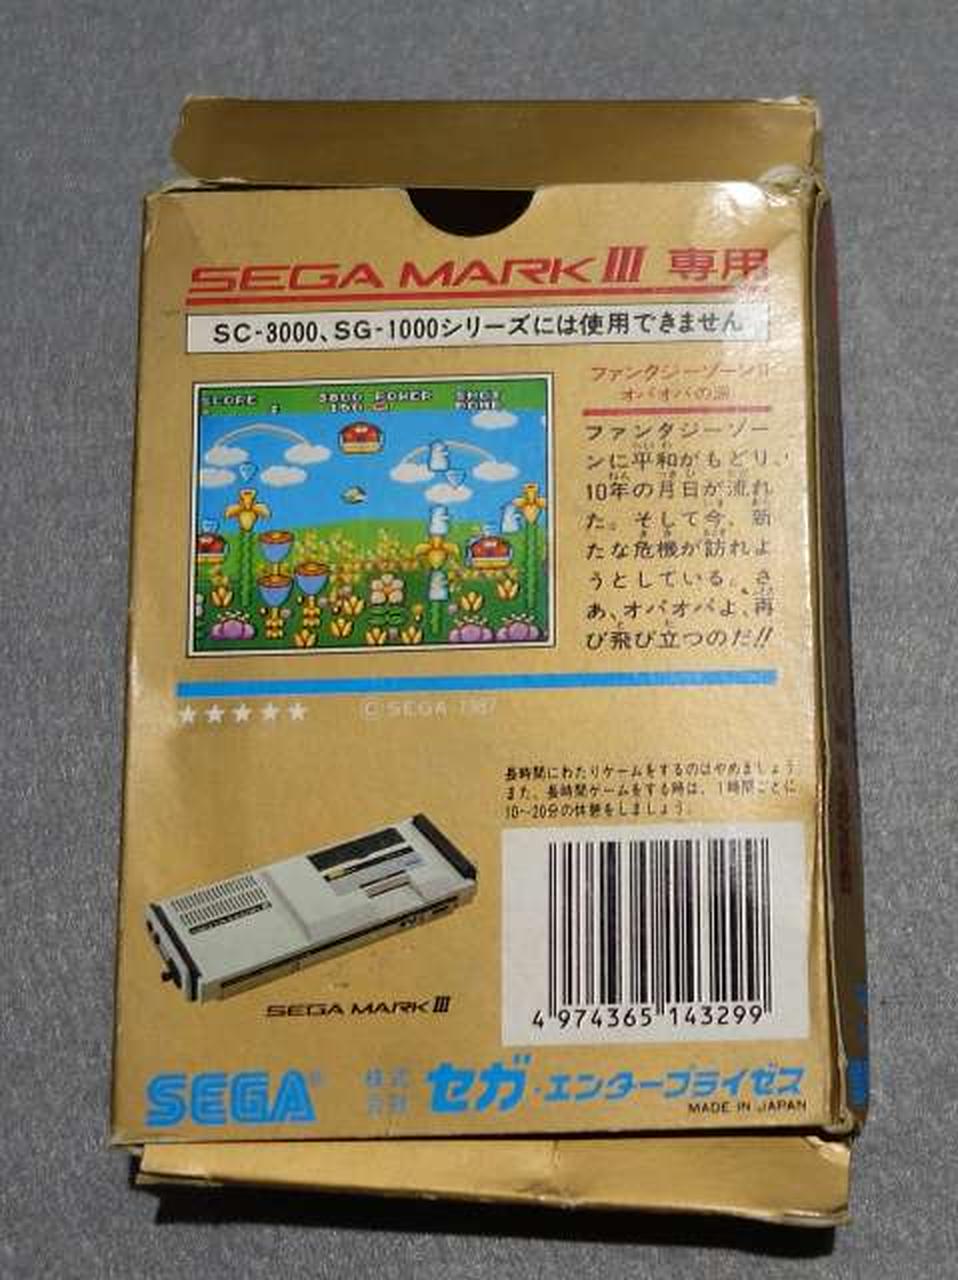 SEGA MARK III 専用
SC-3000、SG-1000シリーズには使用できません
ファンタジーゾーンII
オパオパの涙
ファンタジーゾー
ンに平和がもどり、
10年の月日が流れ
た。そして今、新
たな危機が訪れよ
うとしている。さ
あ、オパオパよ、再
び飛び立つのだ!!
SCORE 3800 POWER SHOT
★★★★★ ©SEGA 1987
長時間にわたりゲームをするのはやめましょう。
また、長時間ゲームをする時は、1時間ごとに
10~20分の休憩をしましょう。
SEGA MARK III
4 974365 143299
SEGA® 株式会社 セガ・エンタープライゼス
MADE IN JAPAN